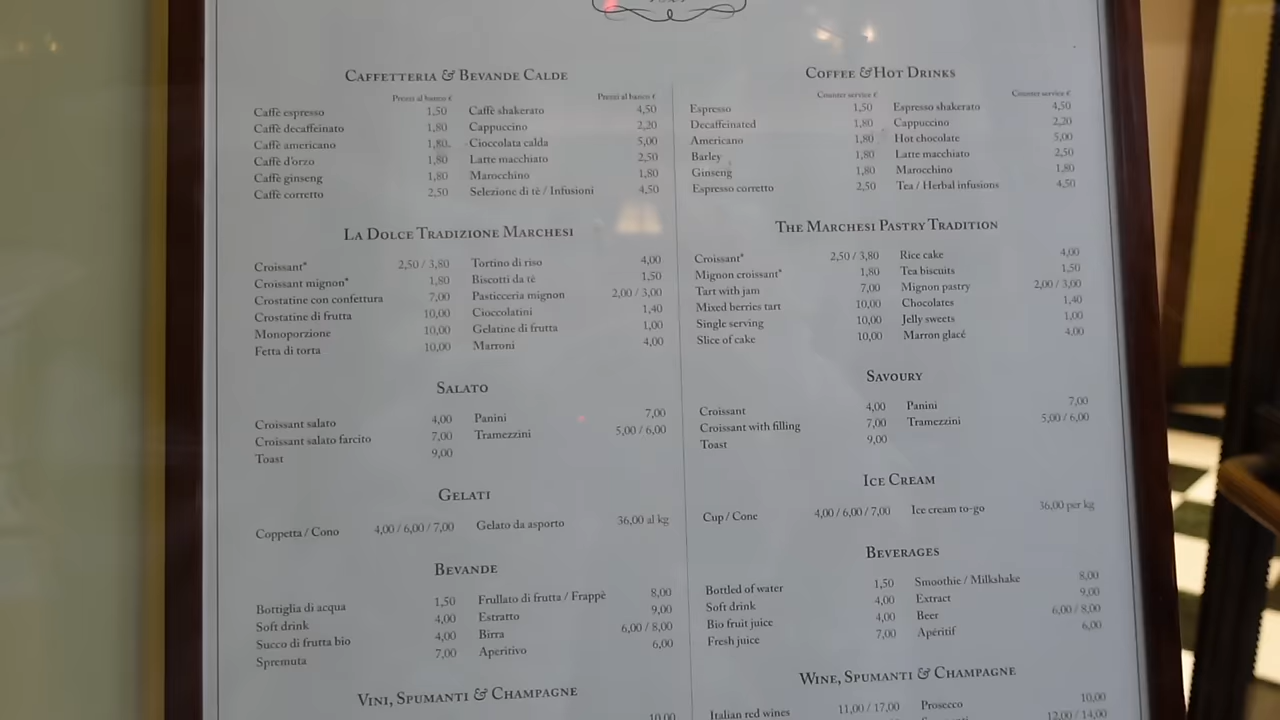 CAFFETTERIA & BEVANDE CALDE
Prezzi al banco € Prezzi al banco €
Caffè espresso 1,50 Caffè shakerato 4,50
Caffè decaffeinato 1,80 Cappuccino 2,20
Caffè americano 1,80 Cioccolata calda 5,00
Caffè d'orzo 1,80 Latte macchiato 2,50
Caffè ginseng 1,80 Marocchino 1,80
Caffè corretto 2,50 Selezione di tè / Infusioni 4,50
LA DOLCE TRADIZIONE MARCHESI
Croissant* 2,50 / 3,80 Tortino di riso 4,00
Croissant mignon* 1,80 Biscotti da tè 1,50
Crostatine con confettura 7,00 Pasticceria mignon 2,00 / 3,00
Crostatine di frutta 10,00 Cioccolatini 1,40
Monoporzione 10,00 Gelatine di frutta 1,00
Fetta di torta 10,00 Marroni 4,00
SALATO
Croissant salato 4,00 Panini 7,00
Croissant salato farcito 7,00 Tramezzini 5,00 / 6,00
Toast 9,00
GELATI
Coppetta / Cono 4,00 / 6,00 / 7,00 Gelato da asporto 36,00 al kg
BEVANDE
Bottiglia di acqua 1,50 Frullato di frutta / Frappè 8,00
Soft drink 4,00 Estratto 9,00
Succo di frutta bio 4,00 Birra 6,00 / 8,00
Spremuta 7,00 Aperitivo 6,00
VINI, SPUMANTI & CHAMPAGNE
10,00
COFFEE & HOT DRINKS
Counter service € Counter service €
Espresso 1,50 Espresso shakerato 4,50
Decaffeinated 1,80 Cappuccino 2,20
Americano 1,80 Hot chocolate 5,00
Barley 1,80 Latte macchiato 2,50
Ginseng 1,80 Marocchino 1,80
Espresso corretto 2,50 Tea / Herbal infusions 4,50
THE MARCHESI PASTRY TRADITION
Croissant* 2,50 / 3,80 Rice cake 4,00
Mignon croissant* 1,80 Tea biscuits 1,50
Tart with jam 7,00 Mignon pastry 2,00 / 3,00
Mixed berries tart 10,00 Chocolates 1,40
Single serving 10,00 Jelly sweets 1,00
Slice of cake 10,00 Marron glacé 4,00
SAVOURY
Croissant 4,00 Panini 7,00
Croissant with filling 7,00 Tramezzini 5,00 / 6,00
Toast 9,00
ICE CREAM
Cup / Cone 4,00 / 6,00 / 7,00 Ice cream to-go 36,00 per kg
BEVERAGES
Bottled of water 1,50 Smoothie / Milkshake 8,00
Soft drink 4,00 Extract 9,00
Bio fruit juice 4,00 Beer 6,00 / 8,00
Fresh juice 7,00 Apéritif 6,00
WINE, SPUMANTI & CHAMPAGNE
Italian red wines 11,00 / 17,00 Prosecco 10,00
12,00 / 14,00